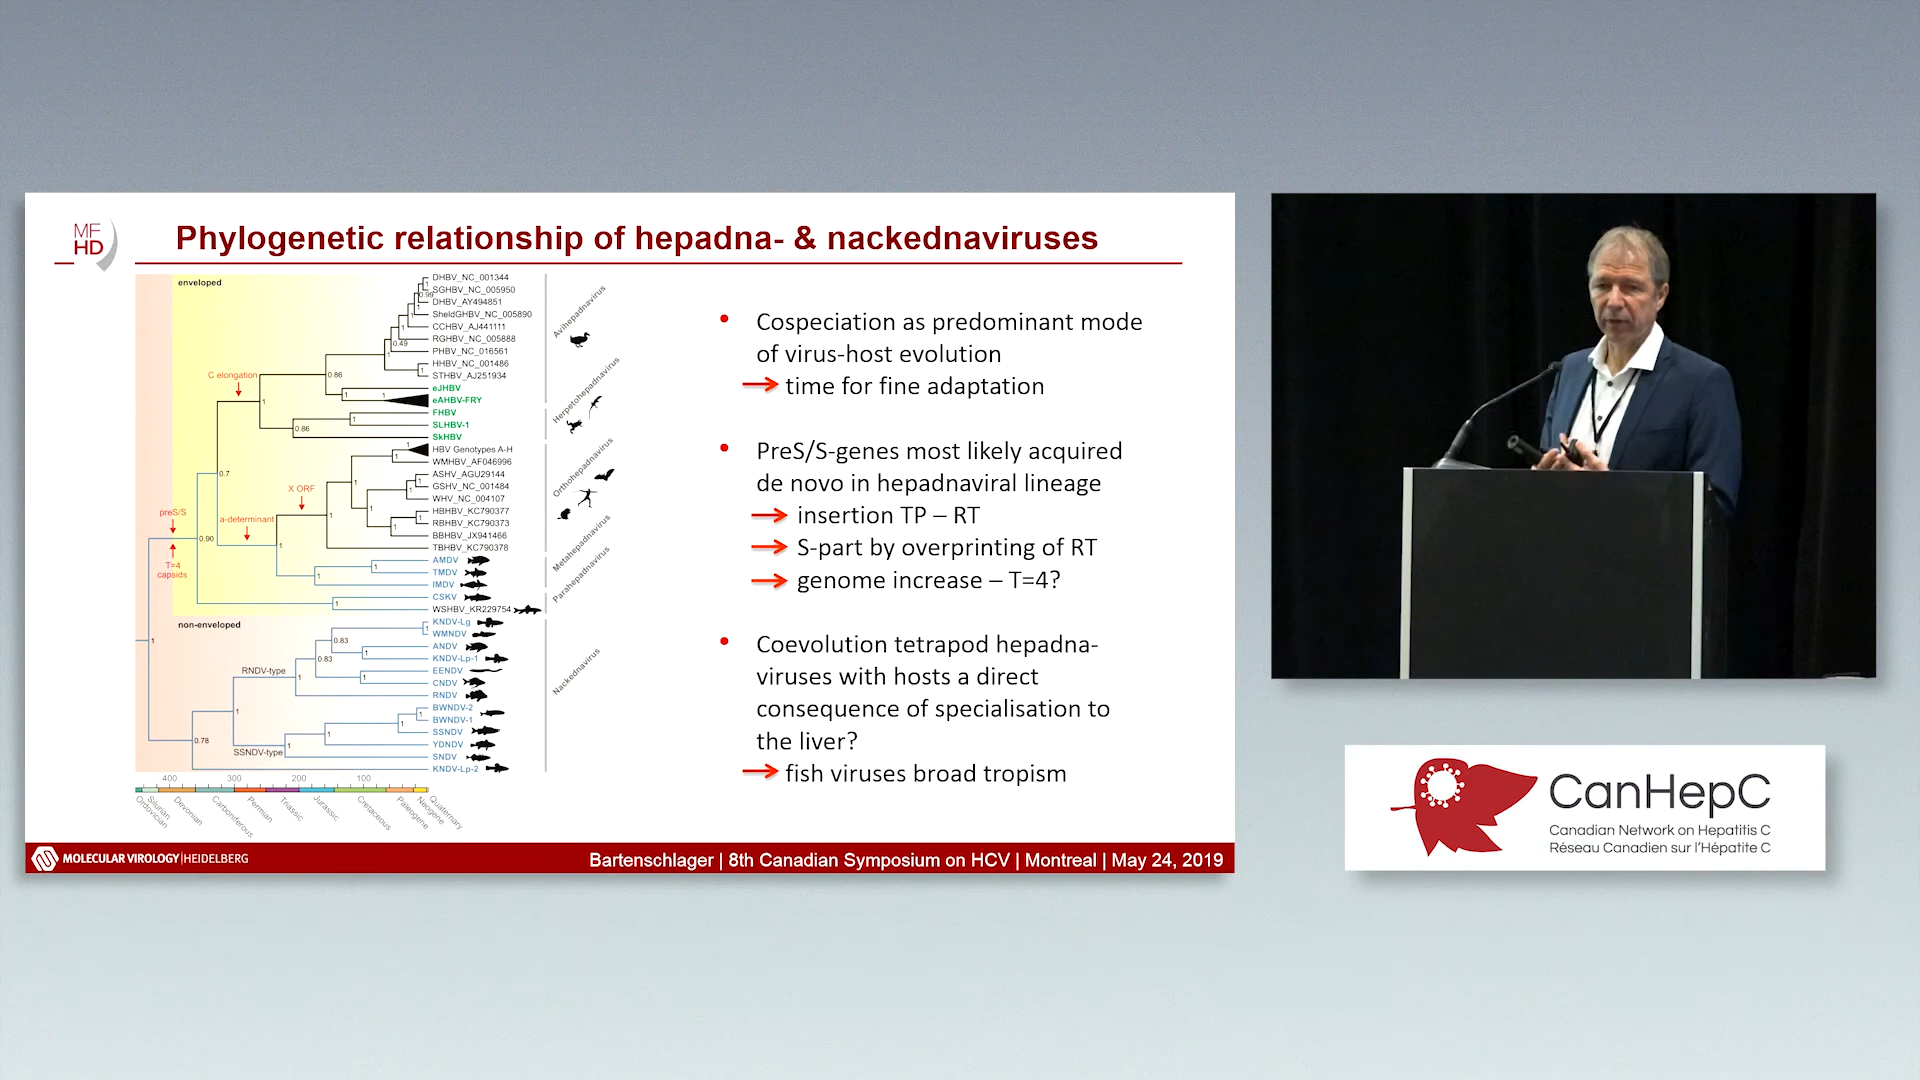 MF
HD
Phylogenetic relationship of hepadna- & nackednaviruses
enveloped
DHBV_NC_001344
SGHBV_NC_005950
DHBV_AY494851
SheldGHBV_NC_005890
CCHBV_AJ441111
RGHBV_NC_005888
PHBV_NC_016561
HHBV_NC_001486
STHBV_AJ251934
eJHBV
eAHBV-FRY
FHBV
SLHBV-1
SkHBV
HBV Genotypes A-H
WMHBV_AF046996
ASHV_AGU29144
GSHV_NC_001484
WHV_NC_004107
HBHBV_KC790377
RBHBV_KC790373
BBHBV_JX941466
TBHBV_KC790378
AMDV
TMDV
IMDV
CSKV
WSHBV_KR229754
non-enveloped
KNDV-Lg
WMNDV
ANDV
KNDV-Lp-1
EENDV
CNDV
RNDV
BWNDV-2
BWNDV-1
SSNDV
YDNDV
SNDV
KNDV-Lp-2
C elongation
X ORF
a-determinant
preS/S
T=4
capsids
RNDV-type
SSNDV-type
0.99
0.49
0.86
0.86
0.7
0.90
0.83
0.83
0.78
Avihepadnavirus
Herpetohepadnavirus
Orthohepadnavirus
Metahepadnavirus
Parahepadnavirus
Nackednavirus
400 300 200 100
Ordovician
Silurian
Devonian
Carboniferous
Permian
Triassic
Jurassic
Cretaceous
Paleogene
Neogene
Quaternary
• Cospeciation as predominant mode
of virus-host evolution
→ time for fine adaptation
• PreS/S-genes most likely acquired
de novo in hepadnaviral lineage
→ insertion TP – RT
→ S-part by overprinting of RT
→ genome increase – T=4?
• Coevolution tetrapod hepadna-
viruses with hosts a direct
consequence of specialisation to
the liver?
→ fish viruses broad tropism
MOLECULAR VIROLOGY|HEIDELBERG
Bartenschlager | 8th Canadian Symposium on HCV | Montreal | May 24, 2019
CanHepC
Canadian Network on Hepatitis C
Réseau Canadien sur l'Hépatite C